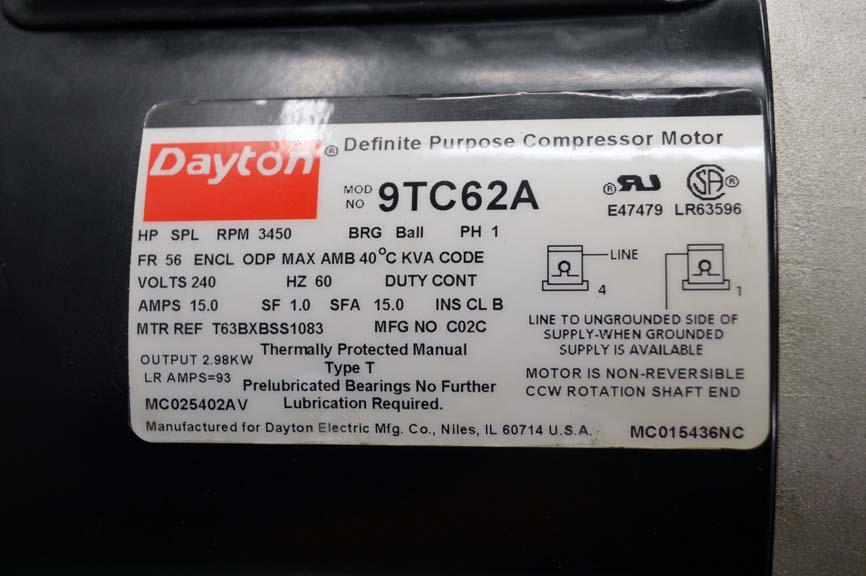 Dayton® Definite Purpose Compressor Motor
MOD NO 9TC62A
® RU SA ®
E47479 LR63596
HP SPL RPM 3450 BRG Ball PH 1
FR 56 ENCL ODP MAX AMB 40°C KVA CODE
VOLTS 240 HZ 60 DUTY CONT
AMPS 15.0 SF 1.0 SFA 15.0 INS CL B
MTR REF T63BXBSS1083 MFG NO C02C
OUTPUT 2.98KW
LR AMPS=93
MC025402AV
Thermally Protected Manual
Type T
Prelubricated Bearings No Further
Lubrication Required.
LINE
4
1
LINE TO UNGROUNDED SIDE OF
SUPPLY-WHEN GROUNDED
SUPPLY IS AVAILABLE
MOTOR IS NON-REVERSIBLE
CCW ROTATION SHAFT END
Manufactured for Dayton Electric Mfg. Co., Niles, IL 60714 U.S.A.
MC015436NC